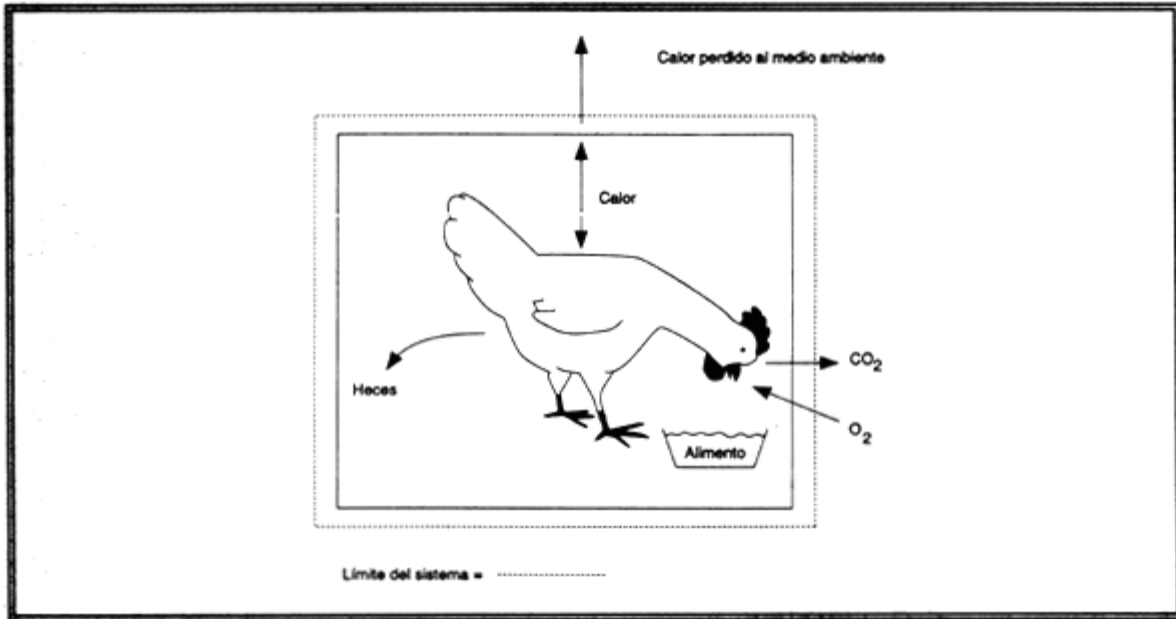 Calor perdido al medio ambiente
Calor
CO2
Heces
O2
Alimento
Límite del sistema =